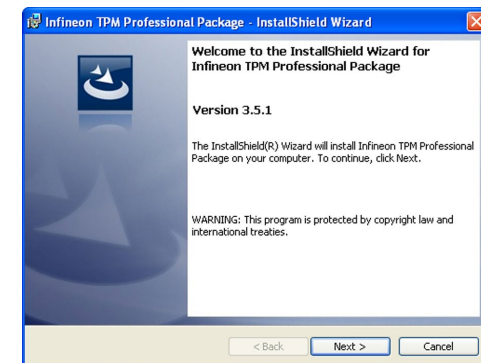 Infineon TPM Professional Package - InstallShield Wizard
Welcome to the InstallShield Wizard for
Infineon TPM Professional Package
Version 3.5.1
The InstallShield(R) Wizard will install Infineon TPM Professional
Package on your computer. To continue, click Next.
WARNING: This program is protected by copyright law and
international treaties.
< Back Next > Cancel